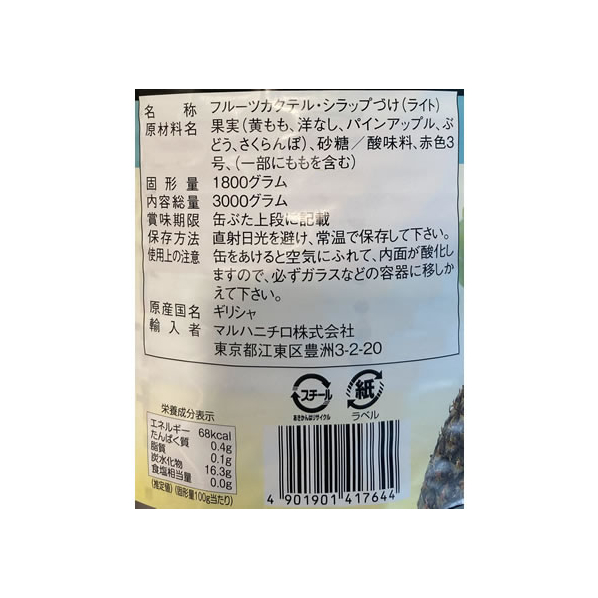 名称 フルーツカクテル・シラップづけ(ライト)
原材料名 果実(黄もも、洋なし、パインアップル、ぶ
どう、さくらんぼ)、砂糖/酸味料、赤色3
号、(一部にももを含む)
固形量 1800グラム
内容総量 3000グラム
賞味期限 缶ぶた上段に記載
保存方法 直射日光を避け、常温で保存して下さい。
使用上の注意 缶をあけると空気にふれて、内面が酸化し
ますので、必ずガラスなどの容器に移しか
えて下さい。
原産国名 ギリシャ
輸入者 マルハニチロ株式会社
東京都江東区豊洲3-2-20
スチール
あきかんはリサイクル
紙
ラベル
栄養成分表示
エネルギー 68kcal
たんぱく質 0.4g
脂質 0.1g
炭水化物 16.3g
食塩相当量 0.0g
(推定値)(固形量100g当たり)
4 901901 417644